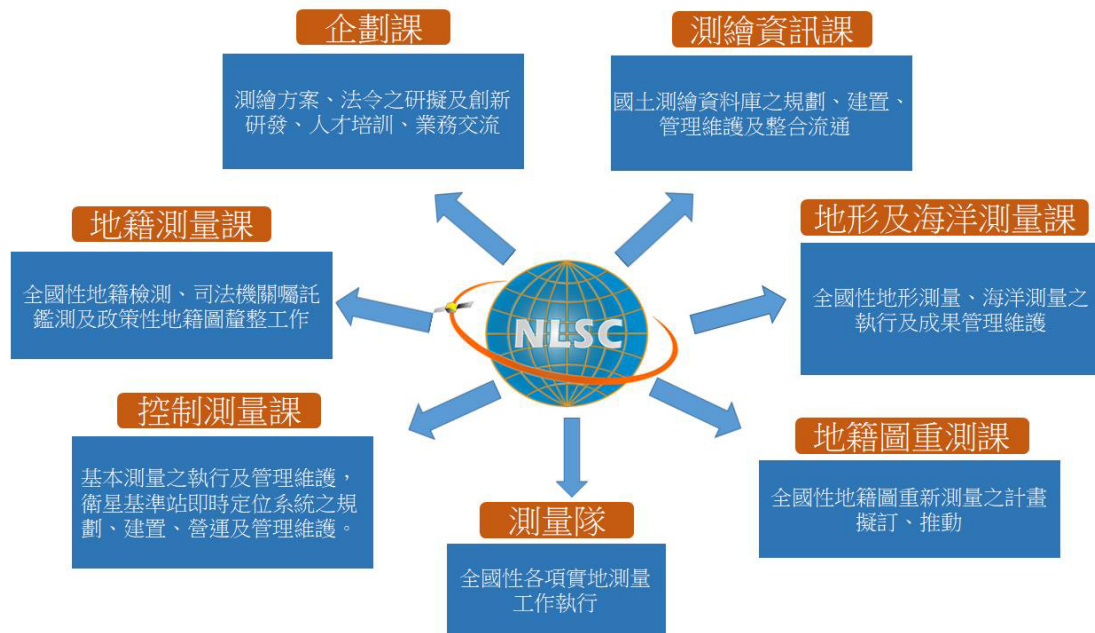 企劃課
測繪方案、法令之研擬及創新
研發、人才培訓、業務交流
測繪資訊課
國土測繪資料庫之規劃、建置、
管理維護及整合流通
地籍測量課
全國性地籍檢測、司法機關囑託
鑑測及政策性地籍圖釐整工作
地形及海洋測量課
全國性地形測量、海洋測量之
執行及成果管理維護
NLSC
控制測量課
基本測量之執行及管理維護，
衛星基準站即時定位系統之規
劃、建置、營運及管理維護。
地籍圖重測課
全國性地籍圖重新測量之計畫
擬訂、推動
測量隊
全國性各項實地測量
工作執行